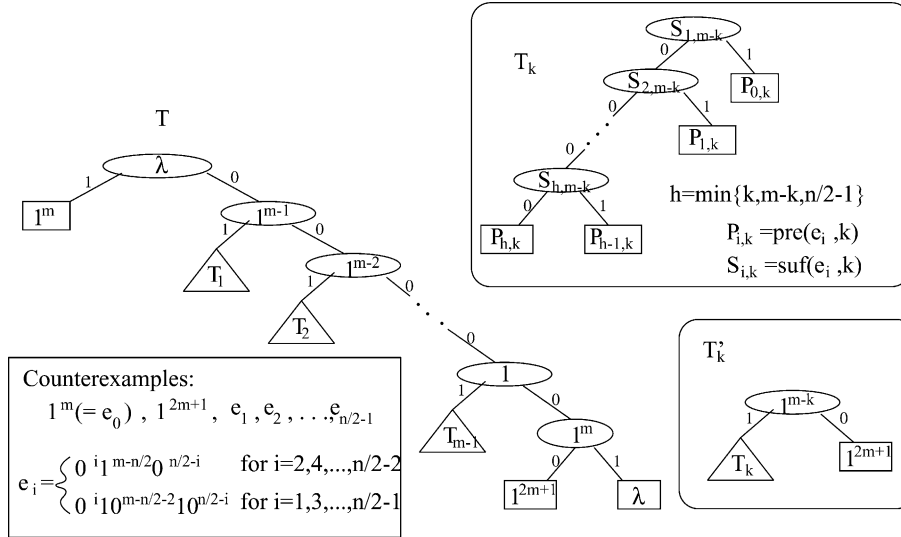 T
λ
1 0
1^m
1^{m-1}
1 0
T_1
1^{m-2}
1 0
T_2
0
1
1 0
T_{m-1}
1^m
0 1
1^{2m+1} λ
T_k
S_{1,m-k}
0 1
S_{2,m-k} P_{0,k}
0 1
P_{1,k}
0
S_{h,m-k}
0 1
P_{h,k} P_{h-1,k}
h=min{k,m-k,n/2-1}
P_{i,k} =pre(e_i ,k)
S_{i,k} =suf(e_i ,k)
T'_k
1^{m-k}
1 0
T_k 1^{2m+1}
Counterexamples:
1^m(= e_0) , 1^{2m+1}, e_1 , e_2 , . . . ,e_{n/2-1}
e_i = { 0^i 1^{m-n/2} 0^{n/2-i} for i=2,4,...,n/2-2
0^i 1 0^{m-n/2-2} 1 0^{n/2-i} for i=1,3,...,n/2-1